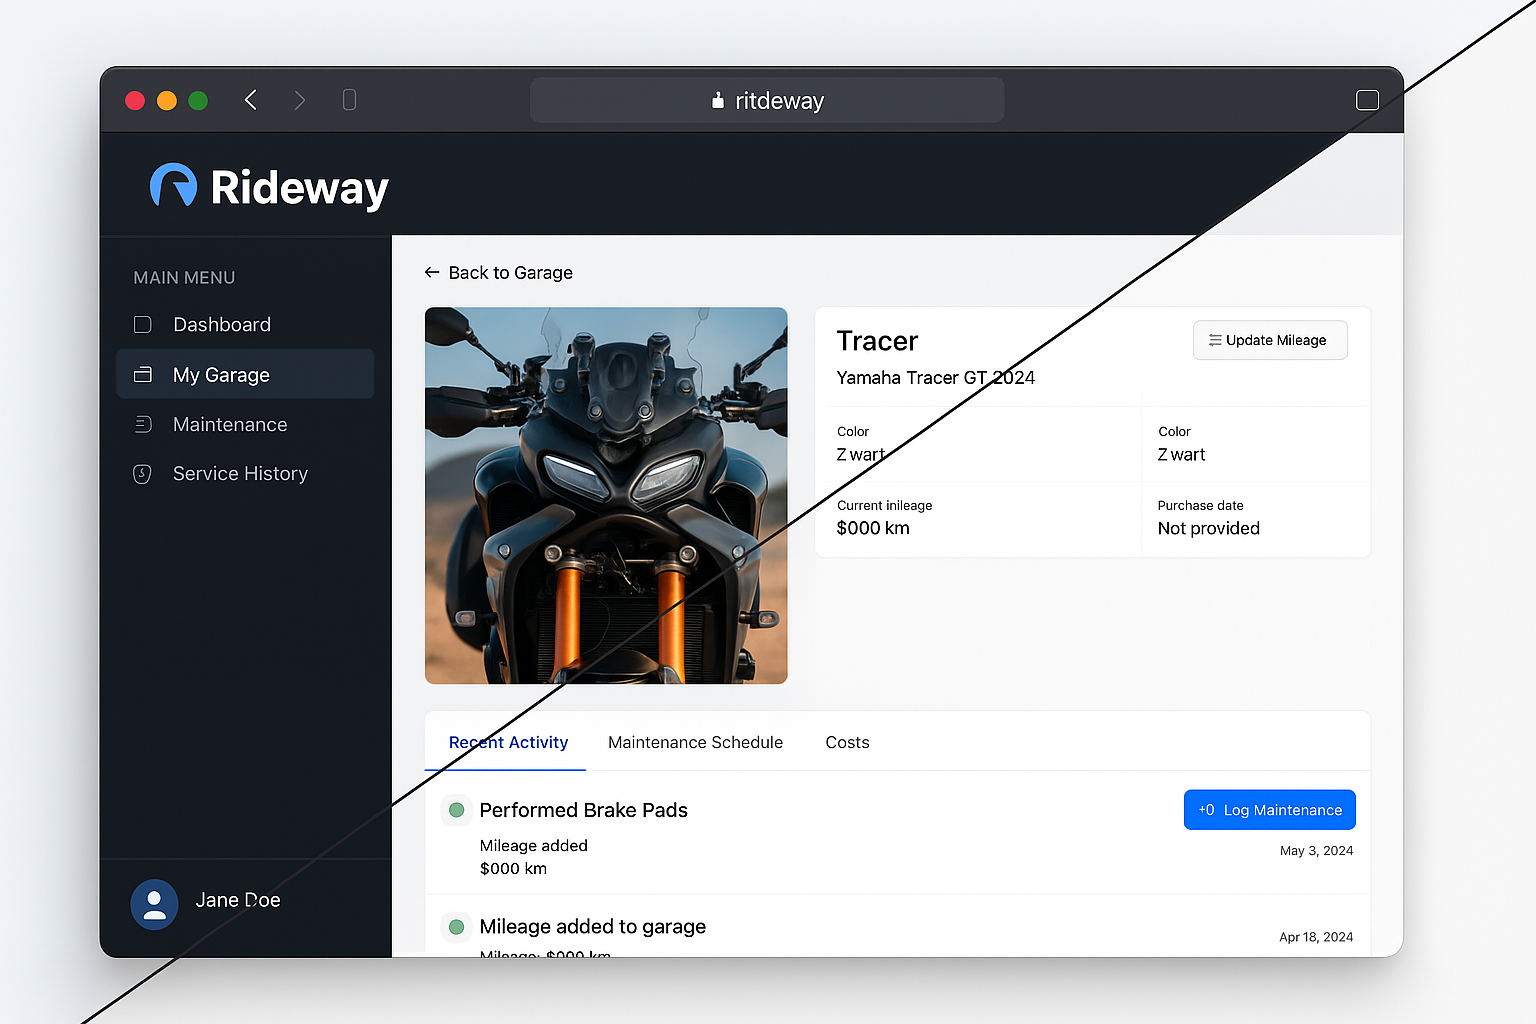 ritdeway
Rideway
MAIN MENU
Dashboard
My Garage
Maintenance
Service History
Jane Doe
← Back to Garage
Tracer
Update Mileage
Yamaha Tracer GT 2024
Color
Z wart
Color
Z wart
Current inileage
$000 km
Purchase date
Not provided
Recent Activity
Maintenance Schedule
Costs
Performed Brake Pads
+0 Log Maintenance
Mileage added
May 3, 2024
$000 km
Mileage added to garage
Apr 18, 2024
Mileage: $000 km